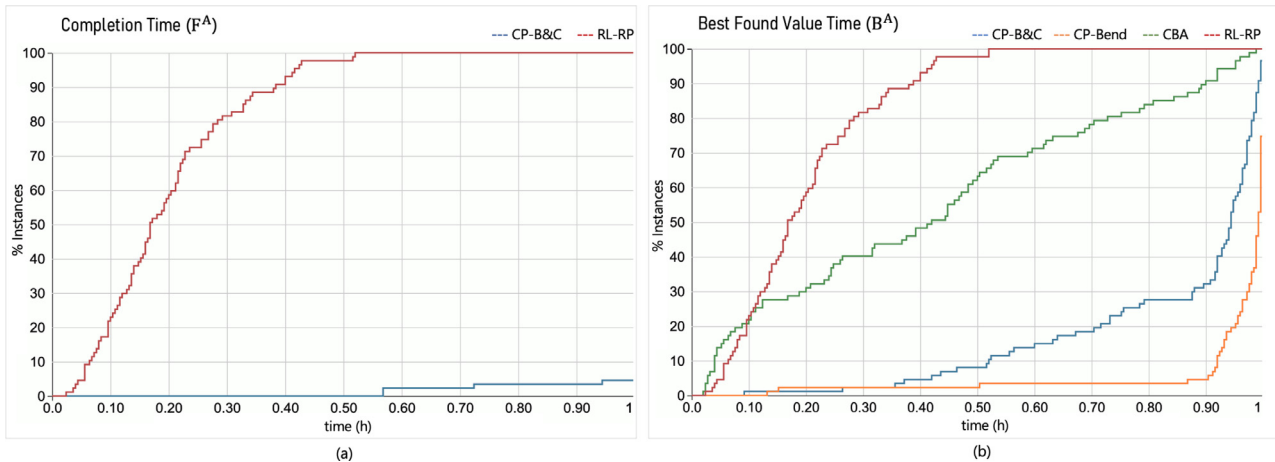 Completion Time (Fᴬ)
CP-B&C RL-RP
100
90
80
70
60
50
40
30
20
10
0
% Instances
0.0 0.10 0.20 0.30 0.40 0.50 0.60 0.70 0.80 0.90 1
time (h)
(a)
Best Found Value Time (Bᴬ)
CP-B&C CP-Bend CBA RL-RP
100
90
80
70
60
50
40
30
20
10
0
% Instances
0.0 0.10 0.20 0.30 0.40 0.50 0.60 0.70 0.80 0.90 1
time (h)
(b)